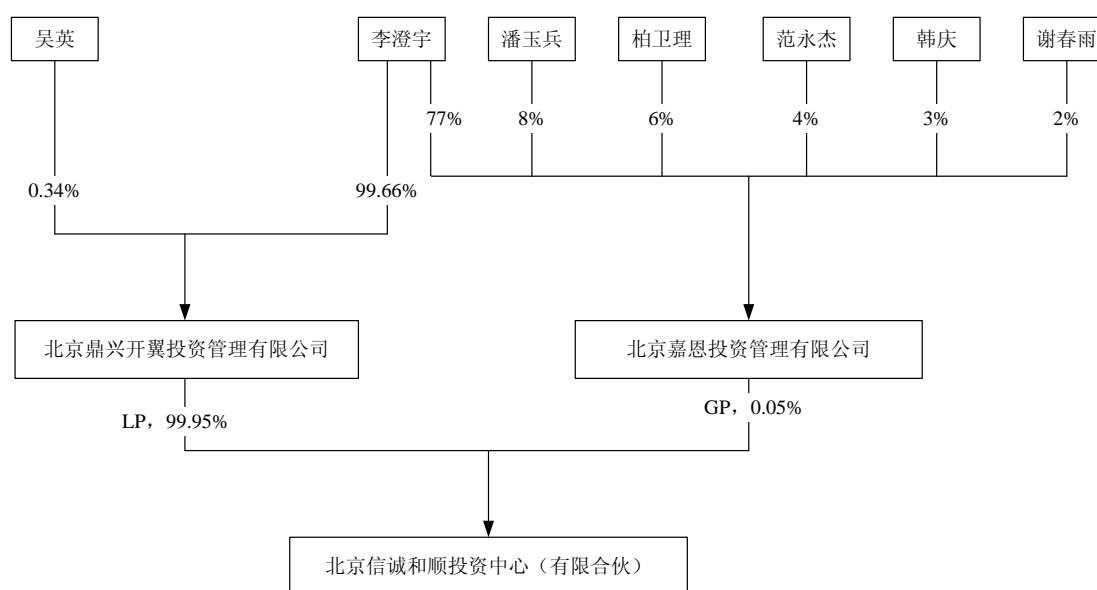 吴英
李澄宇
潘玉兵
柏卫理
范永杰
韩庆
谢春雨
77%
8%
6%
4%
3%
2%
0.34%
99.66%
北京鼎兴开翼投资管理有限公司
北京嘉恩投资管理有限公司
LP，99.95%
GP，0.05%
北京信诚和顺投资中心（有限合伙）